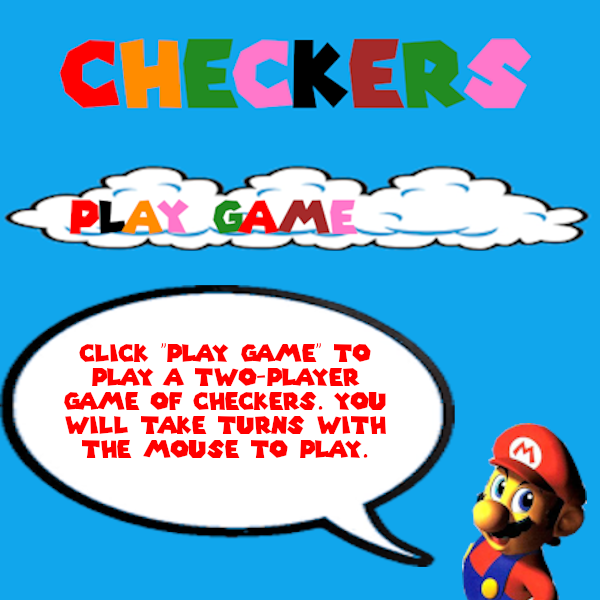 CHECKERS
PLAY GAME
CLICK "PLAY GAME" TO
PLAY A TWO-PLAYER
GAME OF CHECKERS. YOU
WILL TAKE TURNS WITH
THE MOUSE TO PLAY.
M